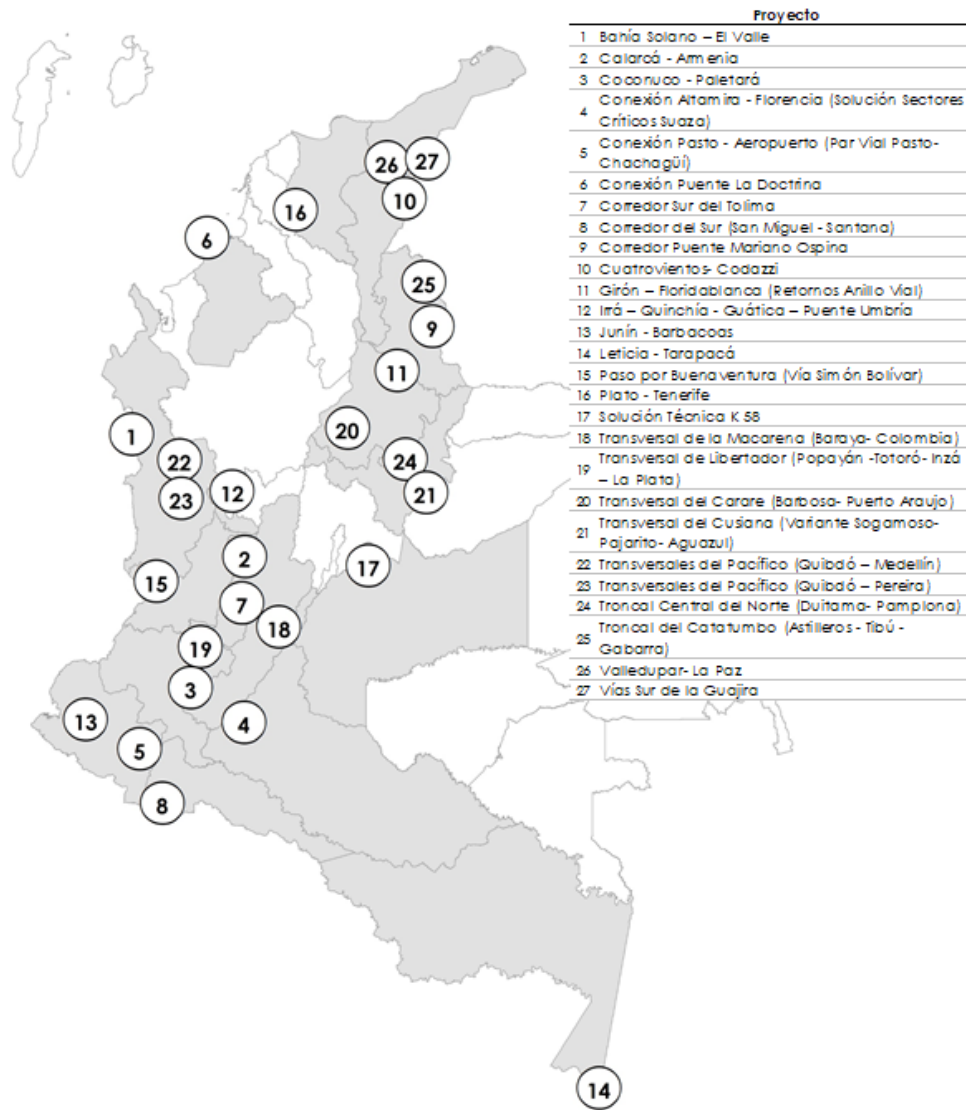 Proyecto
1 Bahía Solano – El Valle
2 Calarcá - Armenia
3 Coconuco - Paletará
4 Conexión Altamira - Florencia (Solución Sectores
Críticos Suaza)
5 Conexión Pasto - Aeropuerto (Par Vial Pasto-
Chachagüí)
6 Conexión Puente La Doctrina
7 Corredor Sur del Tolima
8 Corredor del Sur (San Miguel - Santana)
9 Corredor Puente Mariano Ospina
10 Cuatrovientos- Codazzi
11 Girón – Floridablanca (Retornos Anillo Vial)
12 Irrá – Quinchía - Guática – Puente Umbría
13 Junín - Barbacoas
14 Leticia - Tarapacá
15 Paso por Buenaventura (Vía Simón Bolívar)
16 Plato - Tenerife
17 Solución Técnica K 58
18 Transversal de la Macarena (Baraya- Colombia)
19 Transversal de Libertador (Popayán -Totoró- Inzá
– La Plata)
20 Transversal del Carare (Barbosa- Puerto Araujo)
21 Transversal del Cusiana (Variante Sogamoso-
Pajarito- Aguazul)
22 Transversales del Pacífico (Quibdó – Medellín)
23 Transversales del Pacífico (Quibdó – Pereira)
24 Troncal Central del Norte (Duitama- Pamplona)
25 Troncal del Catatumbo (Astilleros - Tibú -
Gabarra)
26 Valledupar- La Paz
27 Vías Sur de la Guajira
26
27
10
16
6
25
9
11
1
20
22
24
12
23
21
2
17
15
7
18
19
3
13
4
5
8
14